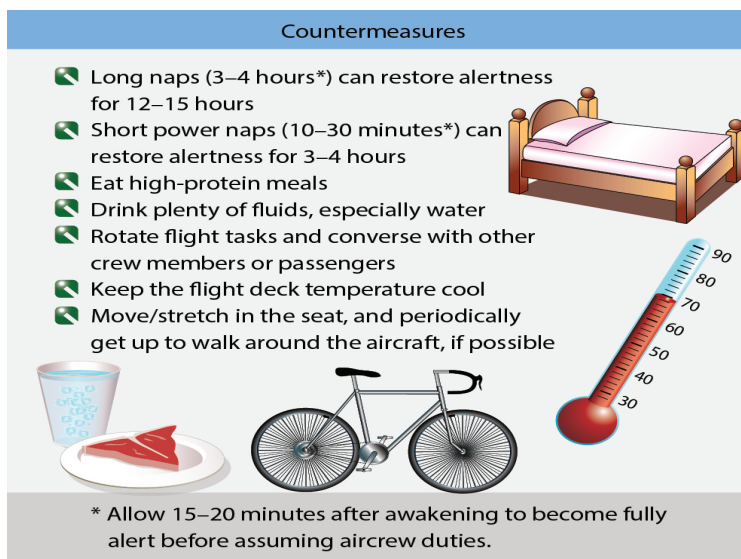 Countermeasures
Long naps (3–4 hours*) can restore alertness
for 12–15 hours
Short power naps (10–30 minutes*) can
restore alertness for 3–4 hours
Eat high-protein meals
Drink plenty of fluids, especially water
Rotate flight tasks and converse with other
crew members or passengers
Keep the flight deck temperature cool
Move/stretch in the seat, and periodically
get up to walk around the aircraft, if possible
90
80
70
60
50
40
30
* Allow 15–20 minutes after awakening to become fully
alert before assuming aircrew duties.